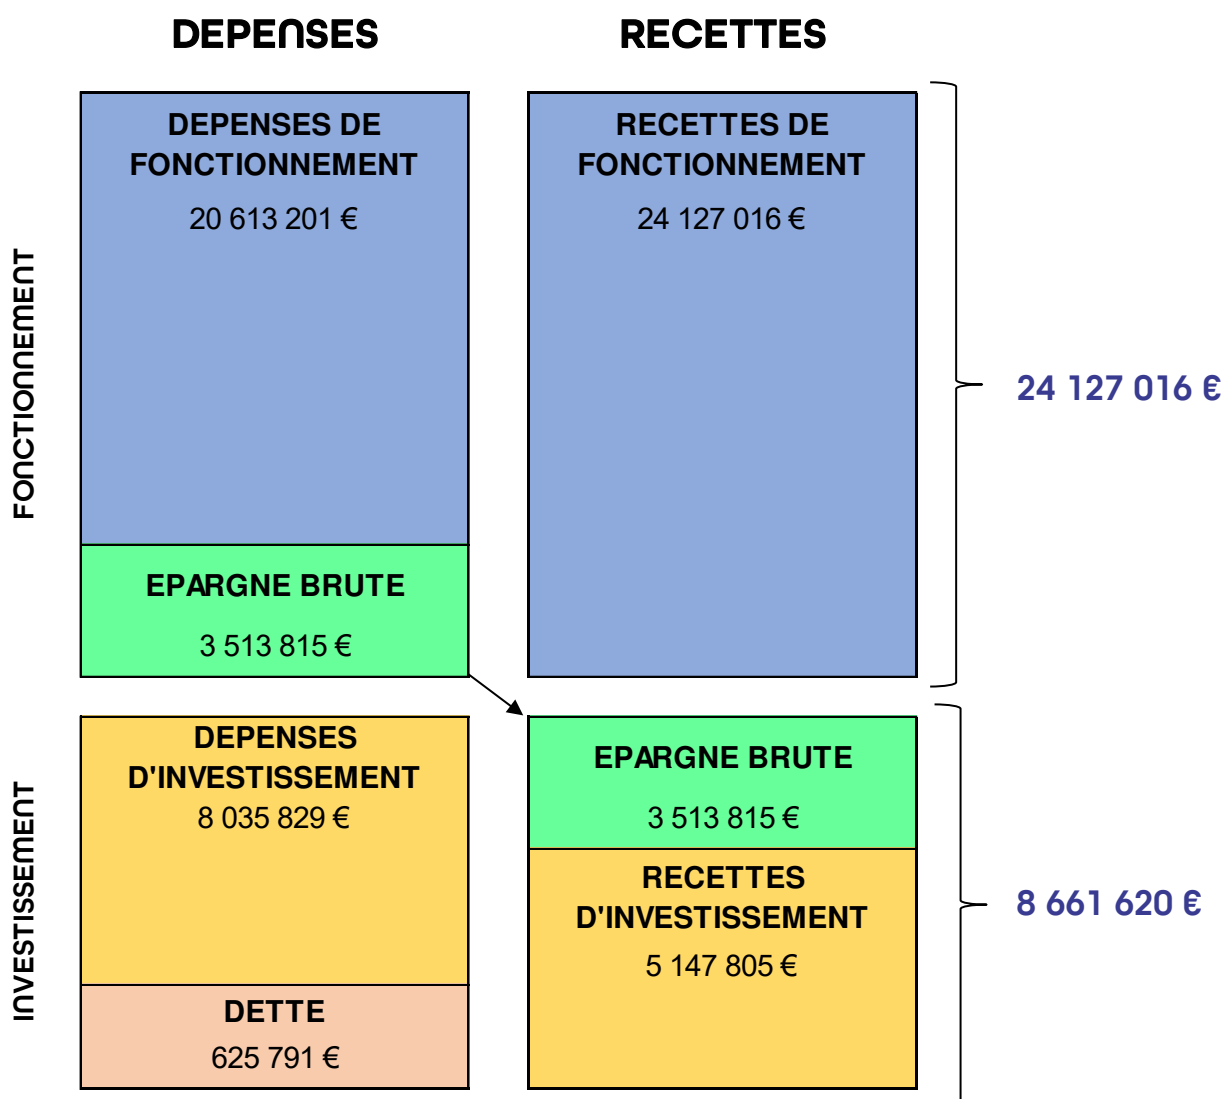 DEPENSES
RECETTES
FONCTIONNEMENT
DEPENSES DE
FONCTIONNEMENT
20 613 201 €
RECETTES DE
FONCTIONNEMENT
24 127 016 €
24 127 016 €
EPARGNE BRUTE
3 513 815 €
INVESTISSEMENT
DEPENSES
D'INVESTISSEMENT
8 035 829 €
EPARGNE BRUTE
3 513 815 €
RECETTES
D'INVESTISSEMENT
5 147 805 €
8 661 620 €
DETTE
625 791 €